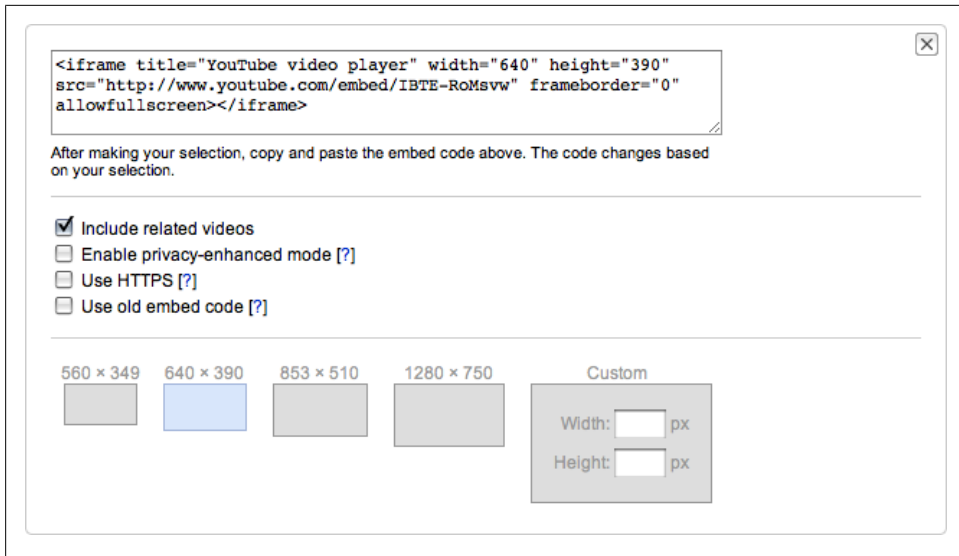 <iframe title="YouTube video player" width="640" height="390"
src="http://www.youtube.com/embed/IBTE-RoMsvw" frameborder="0"
allowfullscreen></iframe>
After making your selection, copy and paste the embed code above. The code changes based
on your selection.
Include related videos
Enable privacy-enhanced mode [?]
Use HTTPS [?]
Use old embed code [?]
560 × 349 640 × 390 853 × 510 1280 × 750 Custom
Width: px
Height: px